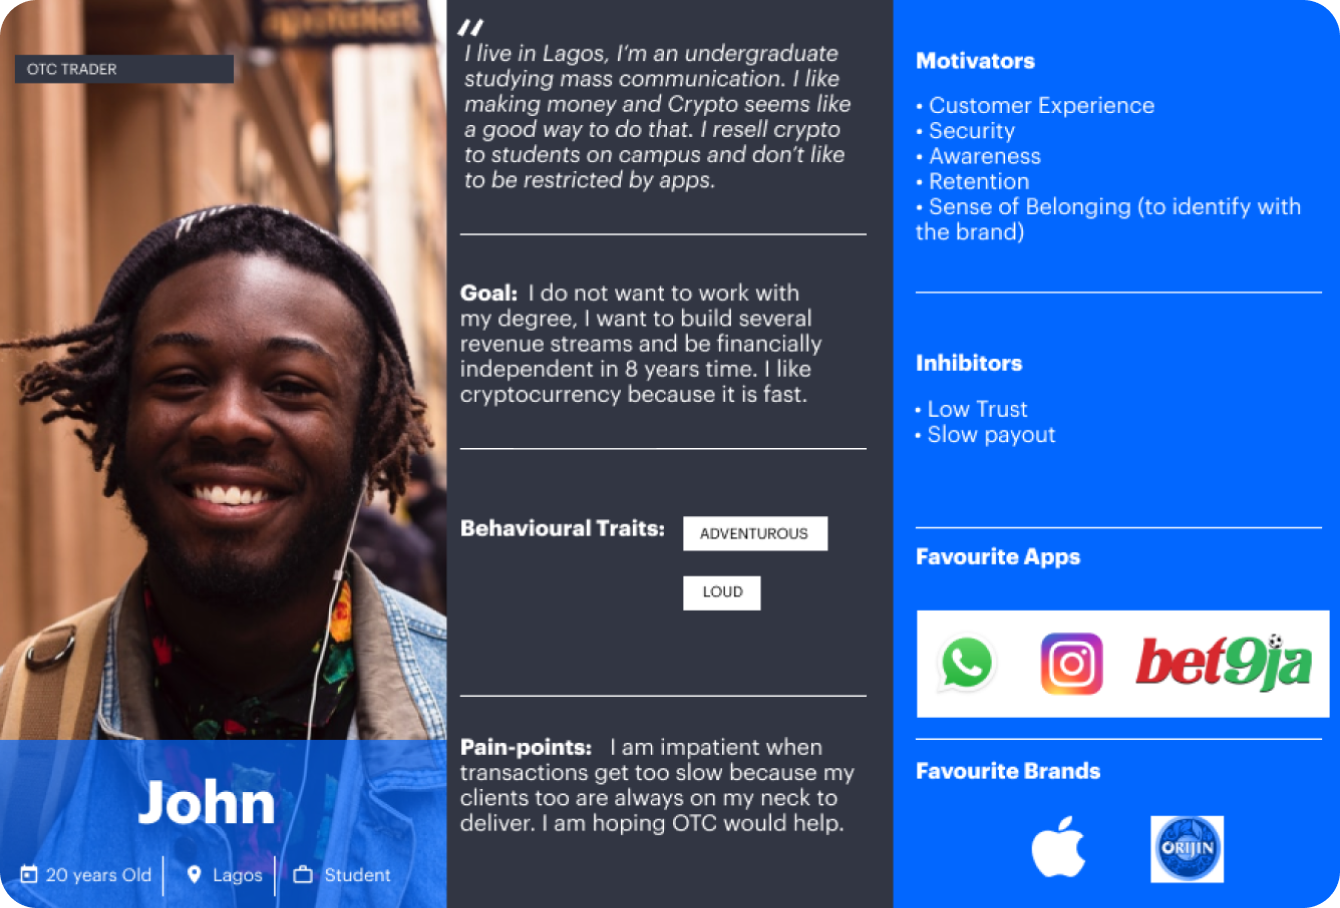 apoteket
OTC TRADER
John
20 years Old
Lagos
Student
"
I live in Lagos, I'm an undergraduate
studying mass communication. I like
making money and Crypto seems like
a good way to do that. I resell crypto
to students on campus and don't like
to be restricted by apps.
Goal: I do not want to work with
my degree, I want to build several
revenue streams and be financially
independent in 8 years time. I like
cryptocurrency because it is fast.
Behavioural Traits:
ADVENTUROUS
LOUD
Pain-points: I am impatient when
transactions get too slow because my
clients too are always on my neck to
deliver. I am hoping OTC would help.
Motivators
• Customer Experience
• Security
• Awareness
• Retention
• Sense of Belonging (to identify with
the brand)
Inhibitors
• Low Trust
• Slow payout
Favourite Apps
bet9ja
Favourite Brands
ORIJIN